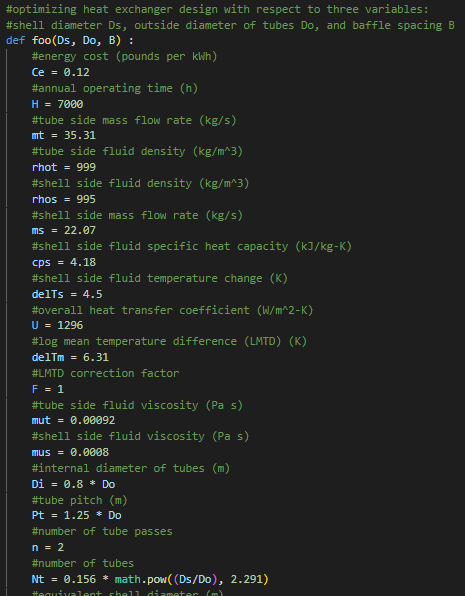 #optimizing heat exchanger design with respect to three variables:
#shell diameter Ds, outside diameter of tubes Do, and baffle spacing B
def foo(Ds, Do, B) :
    #energy cost (pounds per kWh)
    Ce = 0.12
    #annual operating time (h)
    H = 7000
    #tube side mass flow rate (kg/s)
    mt = 35.31
    #tube side fluid density (kg/m^3)
    rhot = 999
    #shell side fluid density (kg/m^3)
    rhos = 995
    #shell side mass flow rate (kg/s)
    ms = 22.07
    #shell side fluid specific heat capacity (kJ/kg-K)
    cps = 4.18
    #shell side fluid temperature change (K)
    delTs = 4.5
    #overall heat transfer coefficient (W/m^2-K)
    U = 1296
    #log mean temperature difference (LMTD) (K)
    delTm = 6.31
    #LMTD correction factor
    F = 1
    #tube side fluid viscosity (Pa s)
    mut = 0.00092
    #shell side fluid viscosity (Pa s)
    mus = 0.0008
    #internal diameter of tubes (m)
    Di = 0.8 * Do
    #tube pitch (m)
    Pt = 1.25 * Do
    #number of tube passes
    n = 2
    #number of tubes
    Nt = 0.156 * math.pow((Ds/Do), 2.291)
    #equivalent shell diameter (m)